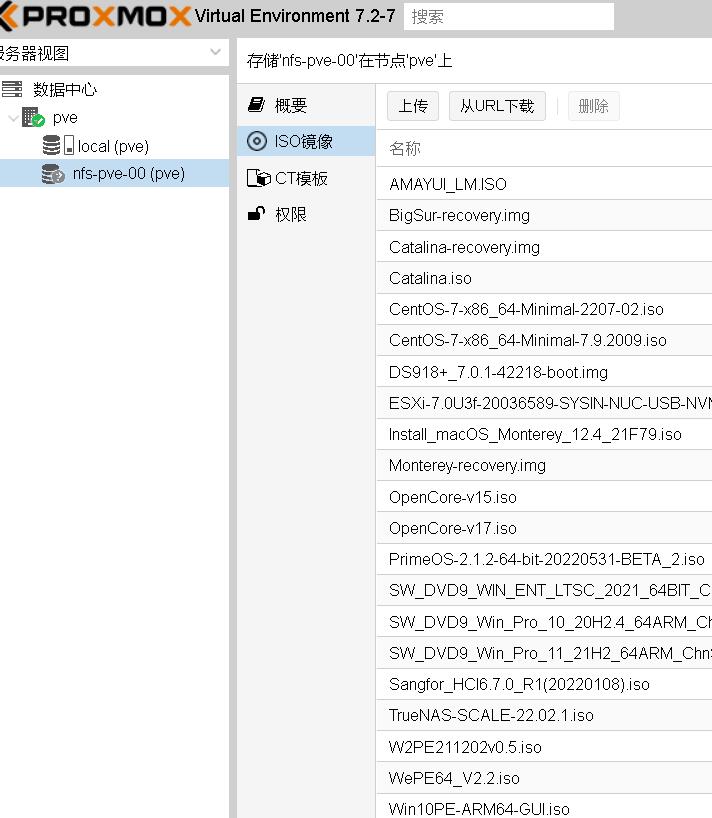 PROXMOX Virtual Environment 7.2-7 搜索
服务器视图
存储'nfs-pve-00'在节点'pve'上
数据中心
pve
local (pve)
nfs-pve-00 (pve)
概要
ISO镜像
CT模板
权限
上传 从URL下载 删除
名称
AMAYUI_LM.ISO
BigSur-recovery.img
Catalina-recovery.img
Catalina.iso
CentOS-7-x86_64-Minimal-2207-02.iso
CentOS-7-x86_64-Minimal-7.9.2009.iso
DS918+_7.0.1-42218-boot.img
ESXi-7.0U3f-20036589-SYSIN-NUC-USB-NVM
Install_macOS_Monterey_12.4_21F79.iso
Monterey-recovery.img
OpenCore-v15.iso
OpenCore-v17.iso
PrimeOS-2.1.2-64-bit-20220531-BETA_2.iso
SW_DVD9_WIN_ENT_LTSC_2021_64BIT_C
SW_DVD9_Win_Pro_10_20H2.4_64ARM_Ch
SW_DVD9_Win_Pro_11_21H2_64ARM_Chn
Sangfor_HCI6.7.0_R1(20220108).iso
TrueNAS-SCALE-22.02.1.iso
W2PE211202v0.5.iso
WePE64_V2.2.iso
Win10PE-ARM64-GUI.iso